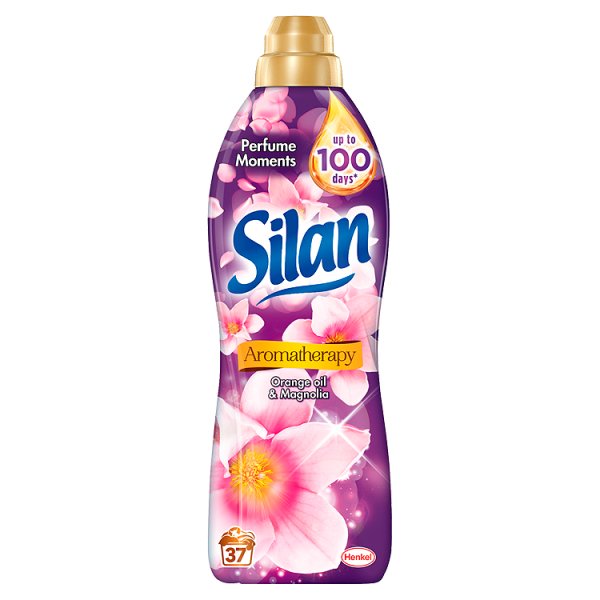 Perfume
Moments
up to
100
days*
Silan
Aromatherapy
Orange oil
& Magnolia
37
Henkel